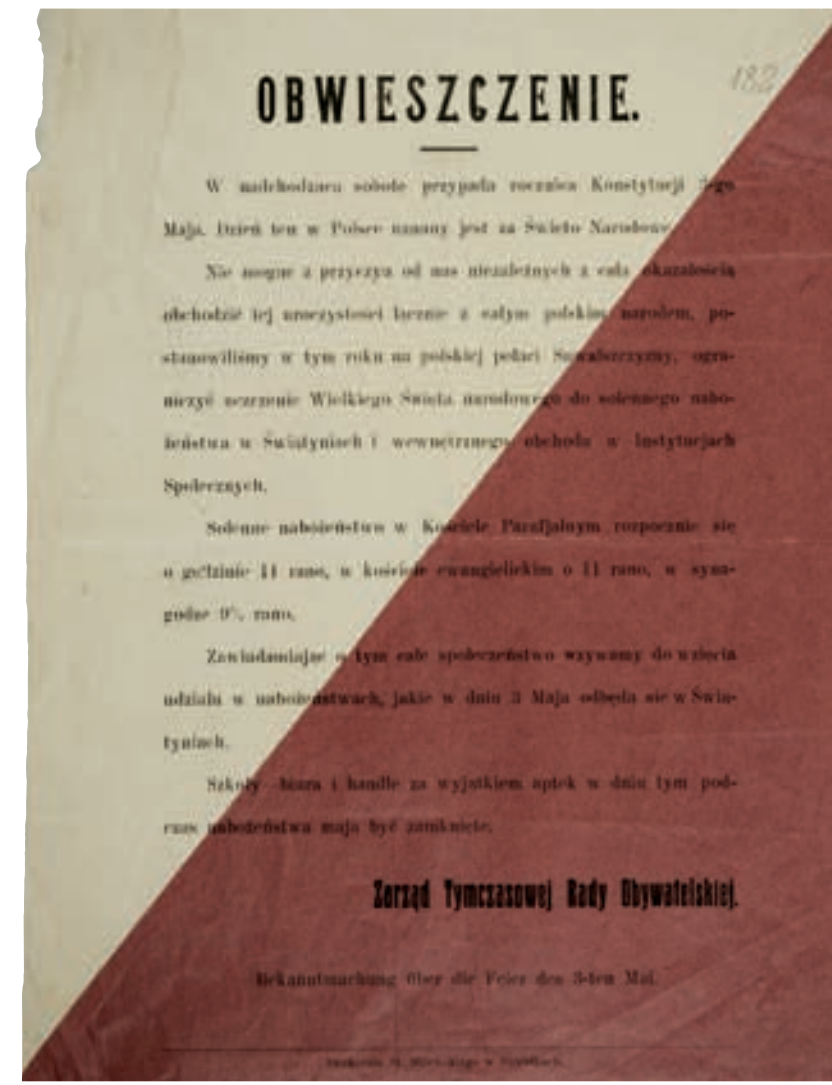 OBWIESZCZENIE.
182
W nadchodzącą sobotę przypada rocznica Konstytucji 3-go
Maja. Dzień ten w Polsce uznany jest za Święto Narodowe.
Nie mogąc z przyczyn od nas niezależnych z całą okazałością
obchodzić tej uroczystości łącznie z całym polskim narodem, po-
stanowiliśmy w tym roku na polskiej połaci Suwalszczyzny, ogra-
niczyć uczczenie Wielkiego Święta narodowego do solennego nabo-
żeństwa w Świątyniach i wewnętrznego obchodu w Instytucjach
Społecznych.
Solenne nabożeństwo w Kościele Parafjalnym rozpocznie się
o godzinie 11 rano, w kościele ewangielickim o 11 rano, w syna-
godze rano.
Zawiadamiając o tym całe społeczeństwo wzywamy do wzięcia
udziału w nabożeństwach, jakie w dniu 3 Maja odbędą się w Świą-
tyniach.
Szkoły biura i handle za wyjątkiem aptek w dniu tym pod-
czas nabożeństwa mają być zamknięte.
Zarząd Tymczasowej Rady Obywatelskiej.
Bekanntmachung über die Feier des 3-ten Mai.